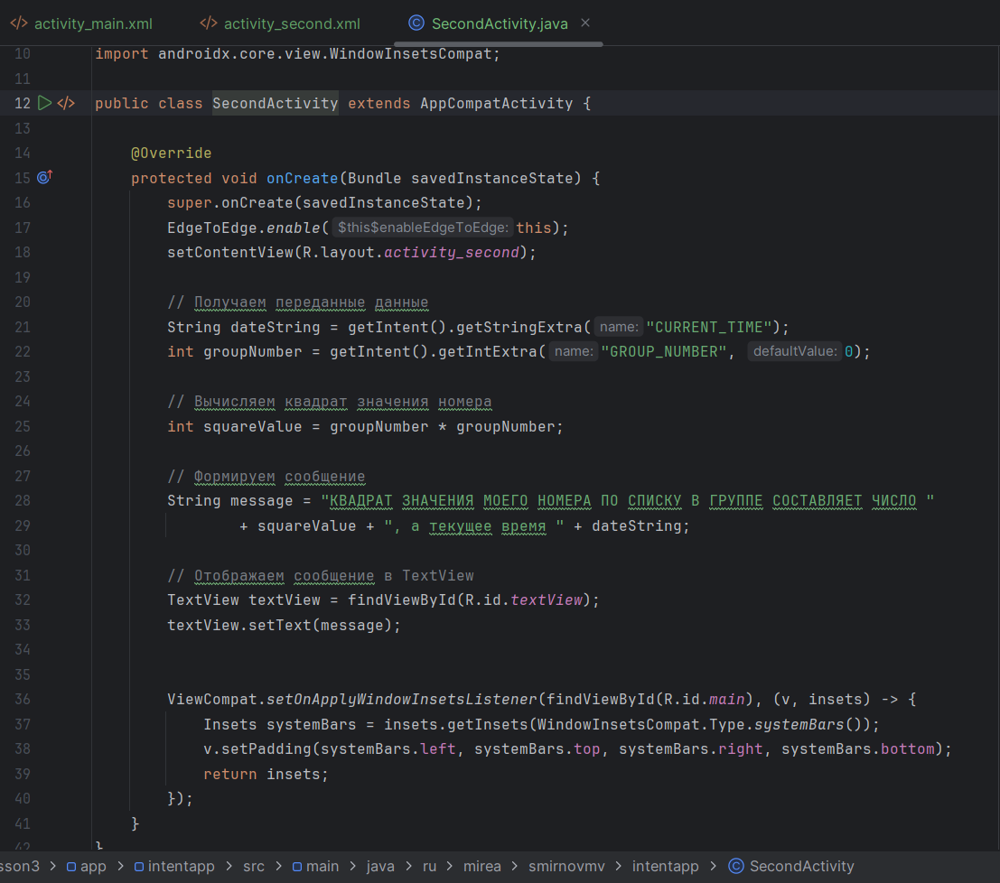 </> activity_main.xml </> activity_second.xml © SecondActivity.java ×
10 import androidx.core.view.WindowInsetsCompat;
11
12 </> public class SecondActivity extends AppCompatActivity {
13
14 @Override
15 protected void onCreate(Bundle savedInstanceState) {
16 super.onCreate(savedInstanceState);
17 EdgeToEdge.enable( $this$enableEdgeToEdge: this);
18 setContentView(R.layout.activity_second);
19
20 // Получаем переданные данные
21 String dateString = getIntent().getStringExtra( name: "CURRENT_TIME");
22 int groupNumber = getIntent().getIntExtra( name: "GROUP_NUMBER", defaultValue: 0);
23
24 // Вычисляем квадрат значения номера
25 int squareValue = groupNumber * groupNumber;
26
27 // Формируем сообщение
28 String message = "КВАДРАТ ЗНАЧЕНИЯ МОЕГО НОМЕРА ПО СПИСКУ В ГРУППЕ СОСТАВЛЯЕТ ЧИСЛО "
29 + squareValue + ", а текущее время " + dateString;
30
31 // Отображаем сообщение в TextView
32 TextView textView = findViewById(R.id.textView);
33 textView.setText(message);
34
35
36 ViewCompat.setOnApplyWindowInsetsListener(findViewById(R.id.main), (v, insets) -> {
37 Insets systemBars = insets.getInsets(WindowInsetsCompat.Type.systemBars());
38 v.setPadding(systemBars.left, systemBars.top, systemBars.right, systemBars.bottom);
39 return insets;
40 });
41 }
42 }
sson3 > app > intentapp > src > main > java > ru > mirea > smirnovmv > intentapp > © SecondActivity